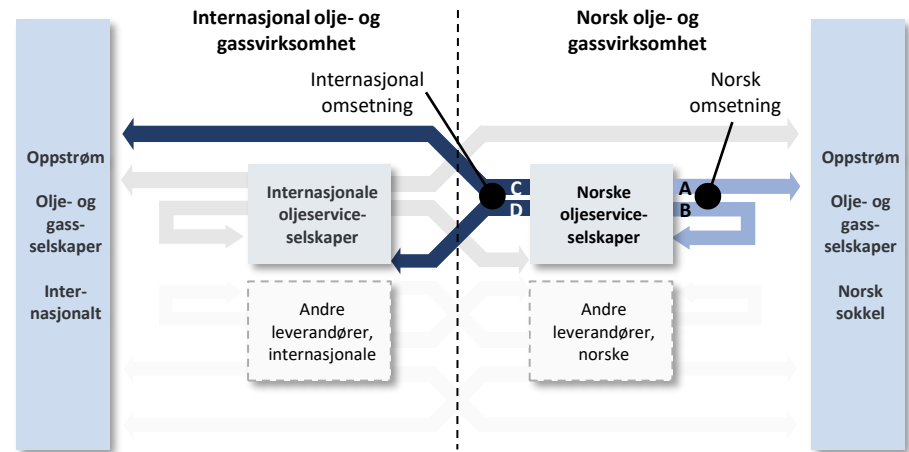 Internasjonal olje- og
gassvirksomhet
Norsk olje- og
gassvirksomhet
Internasjonal
omsetning
Norsk
omsetning
Oppstrøm
Olje- og
gass-
selskaper
Inter-
nasjonalt
Internasjonale
oljeservice-
selskaper
C
D
Norske
oljeservice-
selskaper
A
B
Oppstrøm
Olje- og
gass-
selskaper
Norsk
sokkel
Andre
leverandører,
internasjonale
Andre
leverandører,
norske